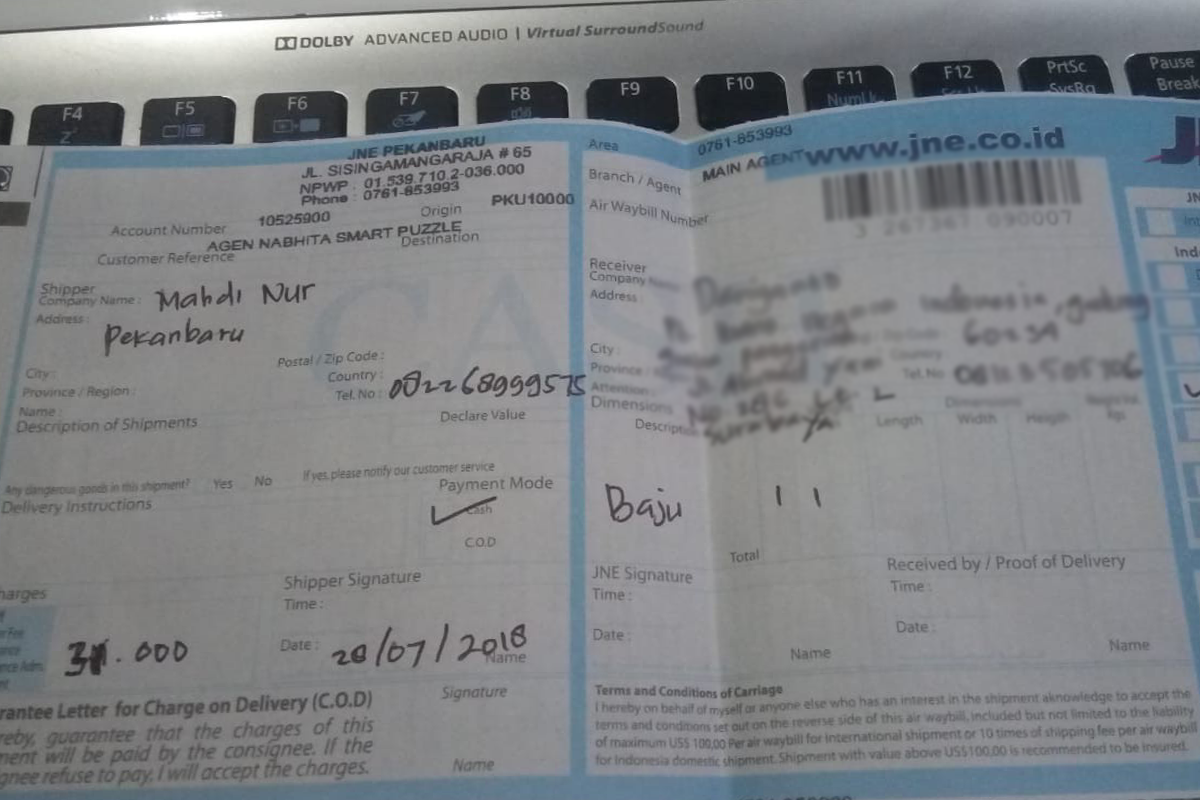 DOLBY ADVANCED AUDIO | Virtual SurroundSound
F4 F5 F6 F7 F8 F9 F10 F11 F12 PrtSc Pause
SysRq Break
JNE PEKANBARU
JL. SISINGAMANGARAJA # 65
NPWP : 01.539.710.2-036.000
Phone : 0761-853993
Account Number 10525900 Origin PKU10000
AGEN NABHITA SMART PUZZLE
Customer Reference Destination
Shipper
Company Name : Mahdi Nur
Address :
Pekanbaru
City :
Postal / Zip Code :
Province / Region :
Country :
Tel. No : 082268999575
Name :
Description of Shipments
Declare Value
Any dangerous goods in this shipment? Yes No If yes, please notify our customer service
Delivery Instructions
Payment Mode
Cash
C.O.D
Shipper Signature
Time :
31.000
Date : 28/07/2018
Name
Signature
Guarantee Letter for Charge on Delivery (C.O.D)
guarantee that the charges of this
will be paid by the consignee. If the
refuse to pay. I will accept the charges.
Name
Area 0761-853993
MAIN AGENT www.jne.co.id
Branch / Agent
Air Waybill Number
3 267367 090007
Receiver
Company
Address :
City :
Province
Attention
Tel. No
Dimensions
Surabaya
Length Width Height
Baju 1 1
Total
JNE Signature
Time :
Date :
Name
Received by / Proof of Delivery
Time :
Date :
Name
Terms and Conditions of Carriage
I hereby on behalf of myself or anyone else who has an interest in the shipment aknowledge to accept the
terms and conditions set out on the reverse side of this air waybill, included but not limited to the liability
of maximum US$ 100,00 Per air waybill for international shipment or 10 times of shipping fee per air waybill
for Indonesia domestic shipment. Shipment with value above US$100,00 is recommended to be insured.